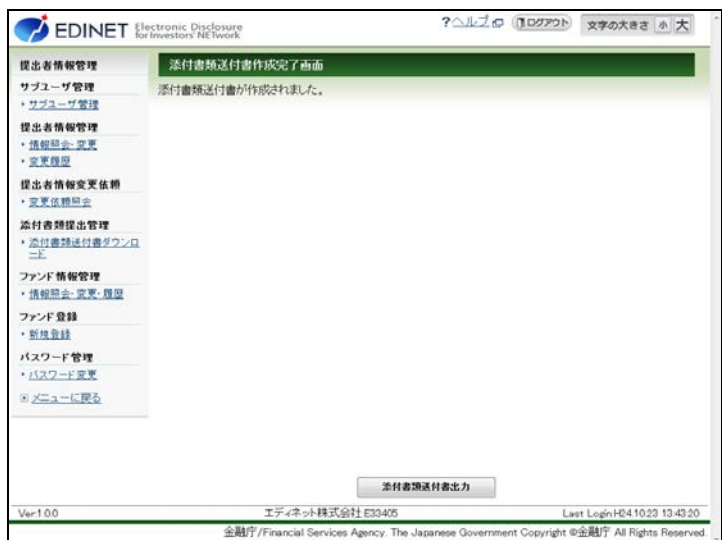 EDINET Electronic Disclosure for Investors' NETwork
?ヘルプ ログアウト 文字の大きさ 小 大
提出者情報管理
サブユーザ管理
・サブユーザ管理
提出者情報管理
・情報照会・変更
・変更履歴
提出者情報変更依頼
・変更依頼照会
添付書類提出管理
・添付書類送付書ダウンロ
ード
ファンド情報管理
・情報照会・変更・履歴
ファンド登録
・新規登録
パスワード管理
・パスワード変更
メニューに戻る
添付書類送付書作成完了画面
添付書類送付書が作成されました。
添付書類送付書出力
Ver1.0.0 エディネット株式会社 E33405 Last Login:H24.10.23 13:43:20
金融庁/Financial Services Agency. The Japanese Government Copyright ©金融庁 All Rights Reserved.